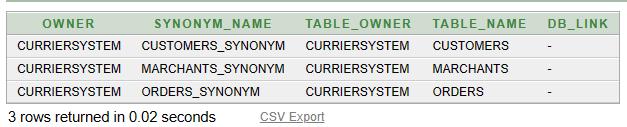 OWNER SYNONYM_NAME TABLE_OWNER TABLE_NAME DB_LINK
CURRIERSYSTEM CUSTOMERS_SYNONYM CURRIERSYSTEM CUSTOMERS -
CURRIERSYSTEM MARCHANTS_SYNONYM CURRIERSYSTEM MARCHANTS -
CURRIERSYSTEM ORDERS_SYNONYM CURRIERSYSTEM ORDERS -
3 rows returned in 0.02 seconds CSV Export